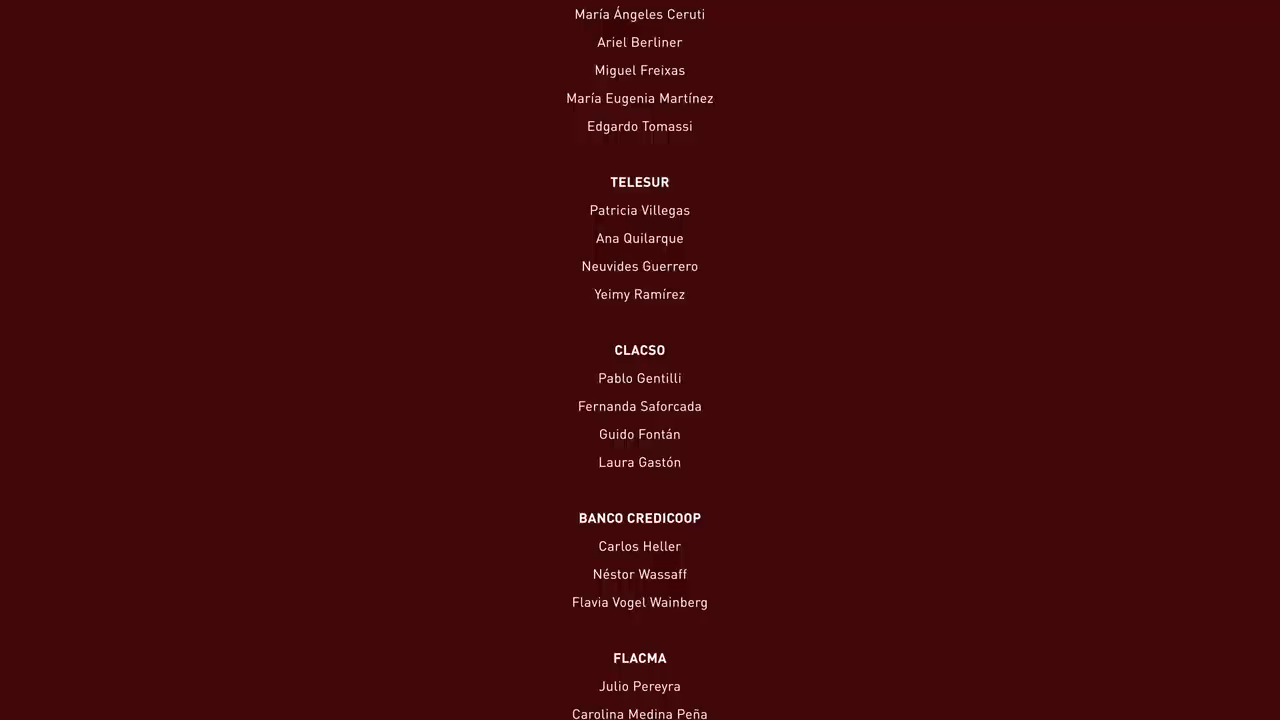 María Ángeles Ceruti
Ariel Berliner
Miguel Freixas
María Eugenia Martínez
Edgardo Tomassi
TELESUR
Patricia Villegas
Ana Quilarque
Neuvides Guerrero
Yeimy Ramírez
CLACSO
Pablo Gentilli
Fernanda Saforcada
Guido Fontán
Laura Gastón
BANCO CREDICOOP
Carlos Heller
Néstor Wassaff
Flavia Vogel Wainberg
FLACMA
Julio Pereyra
Carolina Medina Peña